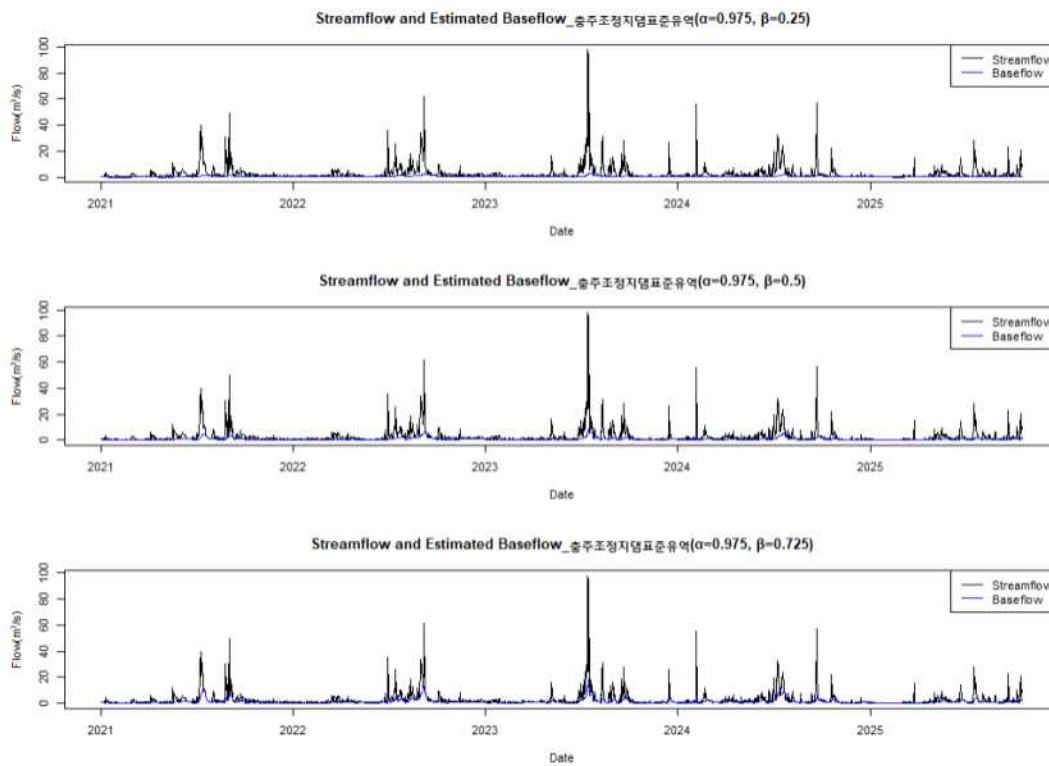 Streamflow and Estimated Baseflow_충주조정지댐표준유역(α=0.975, β=0.25)
Flow(m³/s)
100
80
60
40
20
0
Streamflow
Baseflow
2021 2022 2023 2024 2025
Date
Streamflow and Estimated Baseflow_충주조정지댐표준유역(α=0.975, β=0.5)
Flow(m³/s)
100
80
60
40
20
0
Streamflow
Baseflow
2021 2022 2023 2024 2025
Date
Streamflow and Estimated Baseflow_충주조정지댐표준유역(α=0.975, β=0.725)
Flow(m³/s)
100
80
60
40
20
0
Streamflow
Baseflow
2021 2022 2023 2024 2025
Date